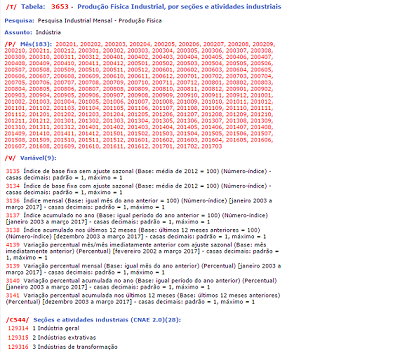 /T/ Tabela: 3653 - Produção Física Industrial, por seções e atividades industriais
Pesquisa: Pesquisa Industrial Mensal - Produção Física
Assunto: Indústria
/P/ Mês(183): 200201, 200202, 200203, 200204, 200205, 200206, 200207, 200208, 200209,
200210, 200211, 200212, 200301, 200302, 200303, 200304, 200305, 200306, 200307, 200308,
200309, 200310, 200311, 200312, 200401, 200402, 200403, 200404, 200405, 200406, 200407,
200408, 200409, 200410, 200411, 200412, 200501, 200502, 200503, 200504, 200505, 200506,
200507, 200508, 200509, 200510, 200511, 200512, 200601, 200602, 200603, 200604, 200605,
200606, 200607, 200608, 200609, 200610, 200611, 200612, 200701, 200702, 200703, 200704,
200705, 200706, 200707, 200708, 200709, 200710, 200711, 200712, 200801, 200802, 200803,
200804, 200805, 200806, 200807, 200808, 200809, 200810, 200811, 200812, 200901, 200902,
200903, 200904, 200905, 200906, 200907, 200908, 200909, 200910, 200911, 200912, 201001,
201002, 201003, 201004, 201005, 201006, 201007, 201008, 201009, 201010, 201011, 201012,
201101, 201102, 201103, 201104, 201105, 201106, 201107, 201108, 201109, 201110, 201111,
201112, 201201, 201202, 201203, 201204, 201205, 201206, 201207, 201208, 201209, 201210,
201211, 201212, 201301, 201302, 201303, 201304, 201305, 201306, 201307, 201308, 201309,
201310, 201311, 201312, 201401, 201402, 201403, 201404, 201405, 201406, 201407, 201408,
201409, 201410, 201411, 201412, 201501, 201502, 201503, 201504, 201505, 201506, 201507,
201508, 201509, 201510, 201511, 201512, 201601, 201602, 201603, 201604, 201605, 201606,
201607, 201608, 201609, 201610, 201611, 201612, 201701, 201702, 201703
/V/ Variável(9):
3135 Índice de base fixa sem ajuste sazonal (Base: média de 2012 = 100) (Número-índice) -
casas decimais: padrão = 1, máximo = 1
3134 Índice de base fixa com ajuste sazonal (Base: média de 2012 = 100) (Número-índice) -
casas decimais: padrão = 1, máximo = 1
3136 Índice mensal (Base: igual mês do ano anterior = 100) (Número-índice) [janeiro 2003 a
março 2017] - casas decimais: padrão = 1, máximo = 1
3137 Índice acumulado no ano (Base: igual período do ano anterior = 100) (Número-índice)
[janeiro 2003 a março 2017] - casas decimais: padrão = 1, máximo = 1
3138 Índice acumulado nos últimos 12 meses (Base: últimos 12 meses anteriores = 100)
(Número-índice) [dezembro 2003 a março 2017] - casas decimais: padrão = 1, máximo = 1
4139 Variação percentual mês/mês imediatamente anterior com ajuste sazonal (Base: mês
imediatamente anterior) (Percentual) [fevereiro 2002 a março 2017] - casas decimais: padrão =
1, máximo = 1
3139 Variação percentual mensal (Base: igual mês do ano anterior) (Percentual) [janeiro 2003 a
março 2017] - casas decimais: padrão = 1, máximo = 1
3140 Variação percentual acumulada no ano (Base: igual período do ano anterior) (Percentual)
[janeiro 2003 a março 2017] - casas decimais: padrão = 1, máximo = 1
3141 Variação percentual acumulada nos últimos 12 meses (Base: últimos 12 meses anteriores)
(Percentual) [dezembro 2003 a março 2017] - casas decimais: padrão = 1, máximo = 1
/C544/ Seções e atividades industriais (CNAE 2.0)(28):
129314 1 Indústria geral
129315 2 Indústrias extrativas
129316 3 Indústrias de transformação